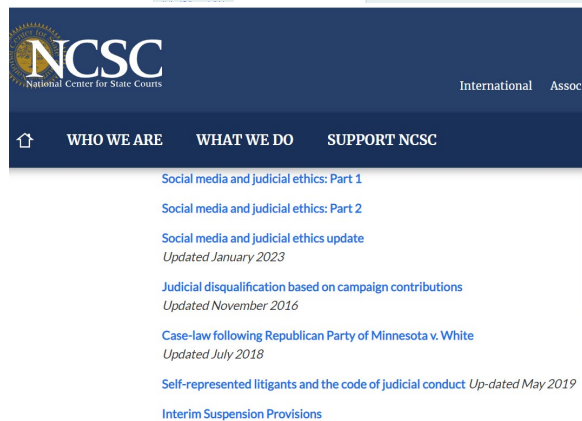 NCSC
National Center for State Courts
International Assoc
WHO WE ARE WHAT WE DO SUPPORT NCSC
Social media and judicial ethics: Part 1
Social media and judicial ethics: Part 2
Social media and judicial ethics update
Updated January 2023
Judicial disqualification based on campaign contributions
Updated November 2016
Case-law following Republican Party of Minnesota v. White
Updated July 2018
Self-represented litigants and the code of judicial conduct Up-dated May 2019
Interim Suspension Provisions